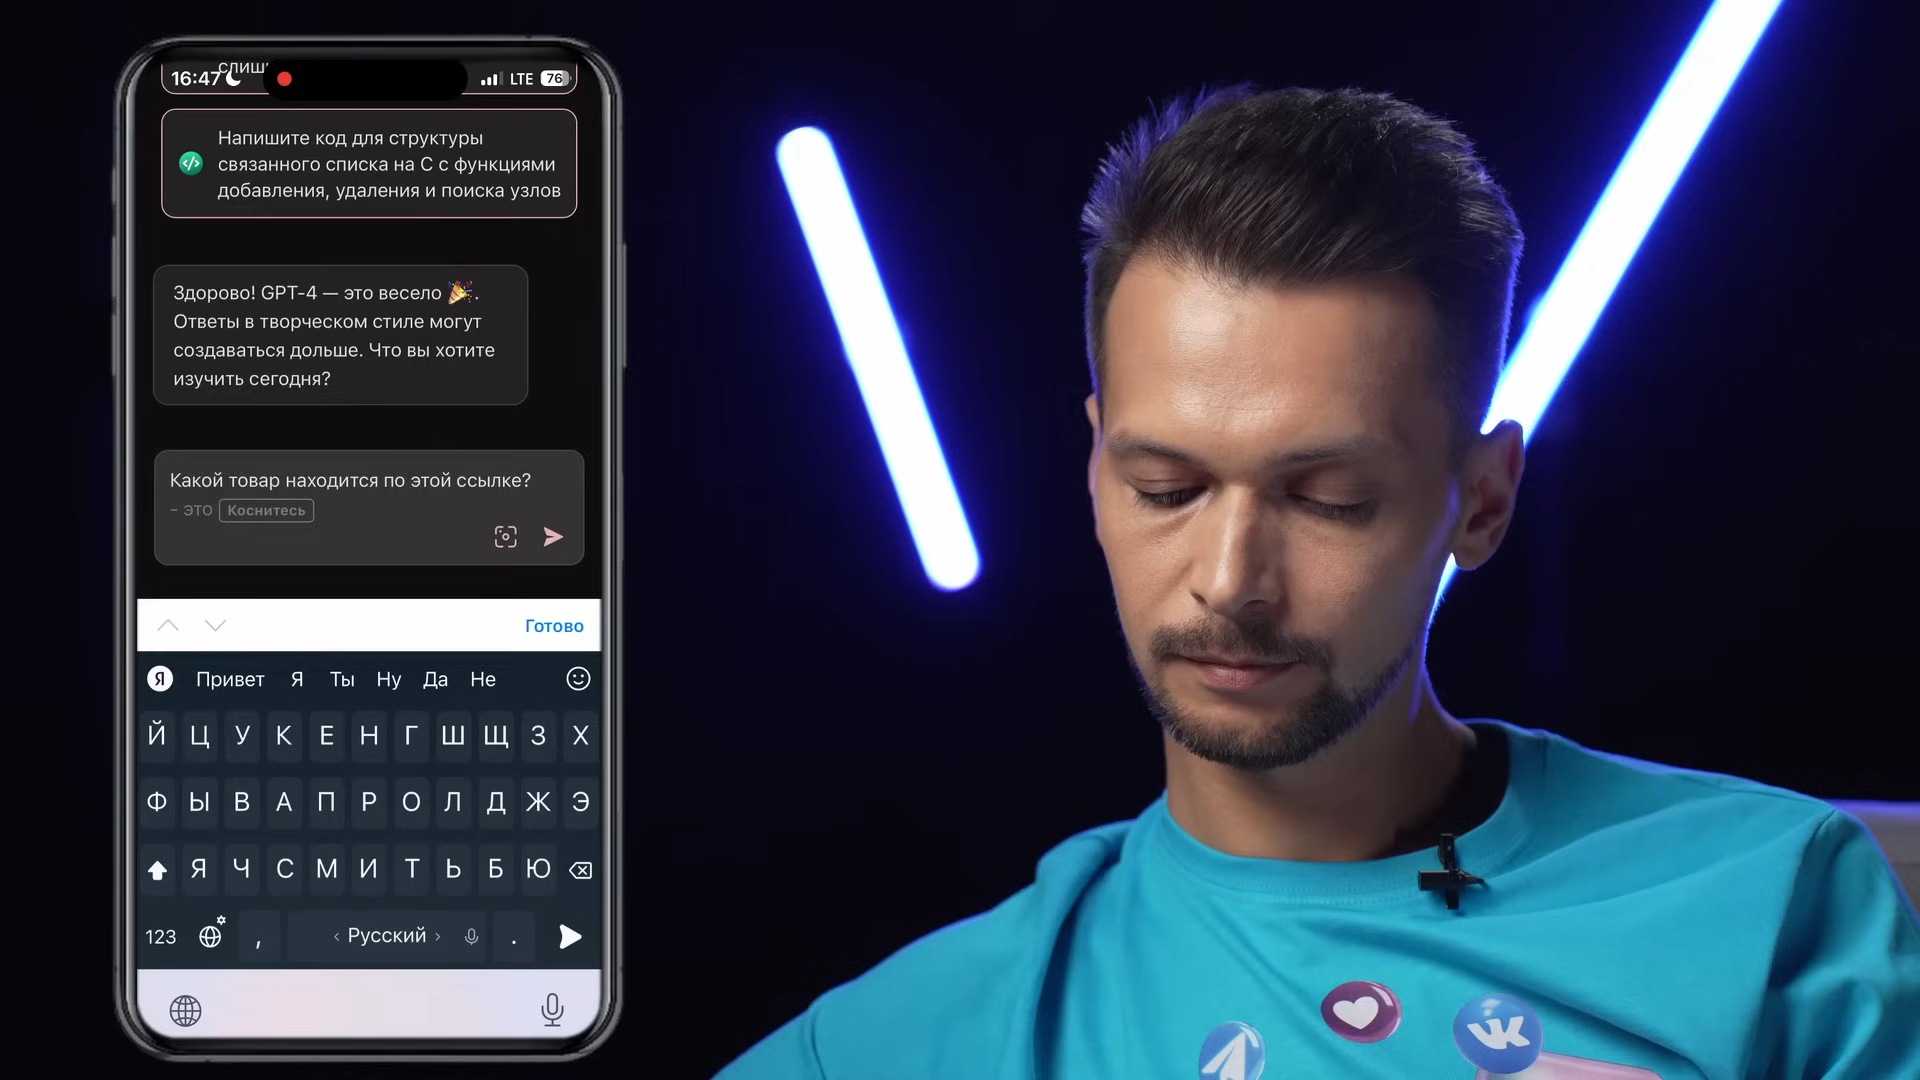 слиш
16:47
LTE 76
Напишите код для структуры
связанного списка на C с функциями
добавления, удаления и поиска узлов
Здорово! GPT-4 — это весело 🎉.
Ответы в творческом стиле могут
создаваться дольше. Что вы хотите
изучить сегодня?
Какой товар находится по этой ссылке?
- это Коснитесь
Готово
Я Привет Я Ты Ну Да Не
Й Ц У К Е Н Г Ш Щ З Х
Ф Ы В А П Р О Л Д Ж Э
Я Ч С М И Т Ь Б Ю
123 , ‹ Русский › .
VK